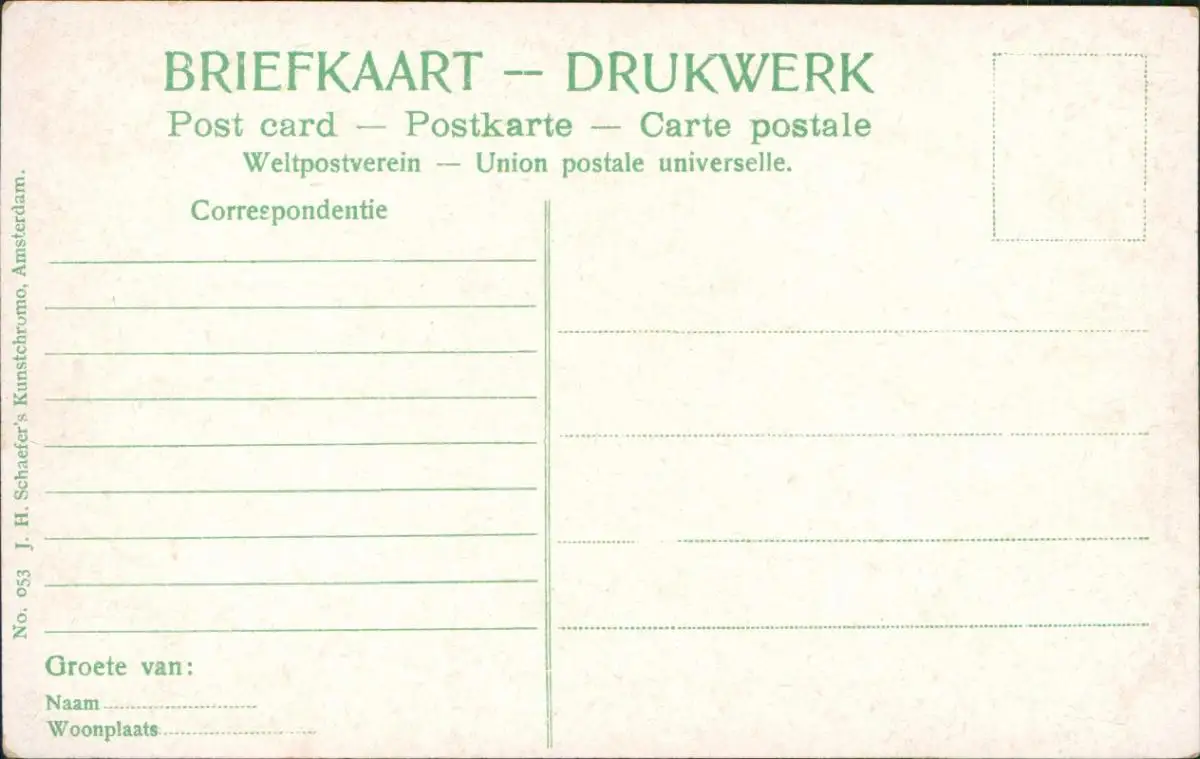 BRIEFKAART -- DRUKWERK
Post card — Postkarte — Carte postale
Weltpostverein — Union postale universelle.
Correspondentie
No. 053 J. H. Schaefer's Kunstchromo, Amsterdam.
Groete van:
Naam
Woonplaats